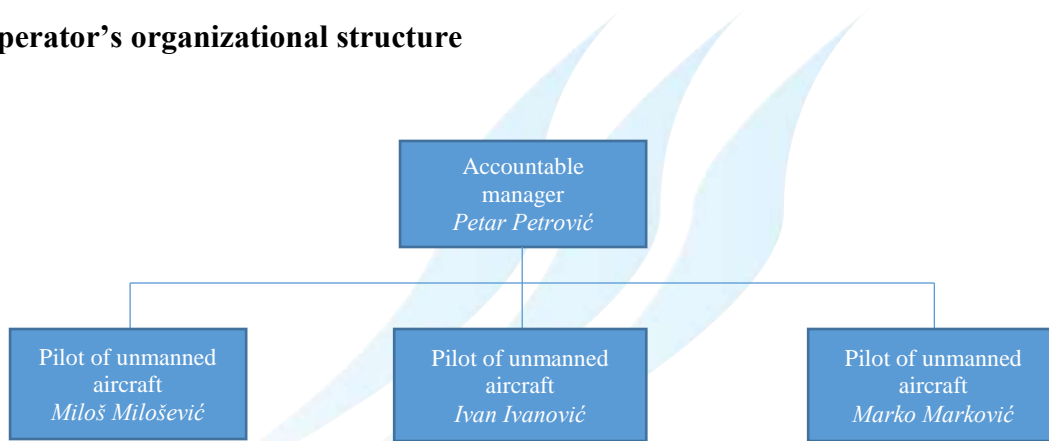 perator’s organizational structure
Accountable
manager
Petar Petrović
Pilot of unmanned
aircraft
Miloš Milošević
Pilot of unmanned
aircraft
Ivan Ivanović
Pilot of unmanned
aircraft
Marko Marković